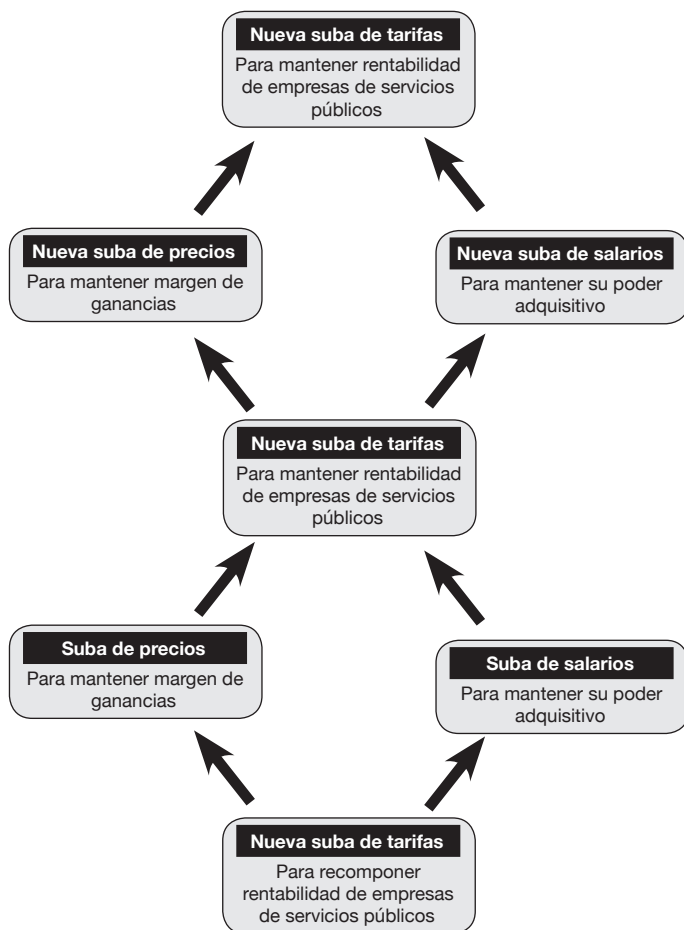 Nueva suba de tarifas
Para mantener rentabilidad
de empresas de servicios
públicos
Nueva suba de precios
Para mantener margen de
ganancias
Nueva suba de salarios
Para mantener su poder
adquisitivo
Nueva suba de tarifas
Para mantener rentabilidad
de empresas de servicios
públicos
Suba de precios
Para mantener margen de
ganancias
Suba de salarios
Para mantener su poder
adquisitivo
Nueva suba de tarifas
Para recomponer
rentabilidad de empresas
de servicios públicos